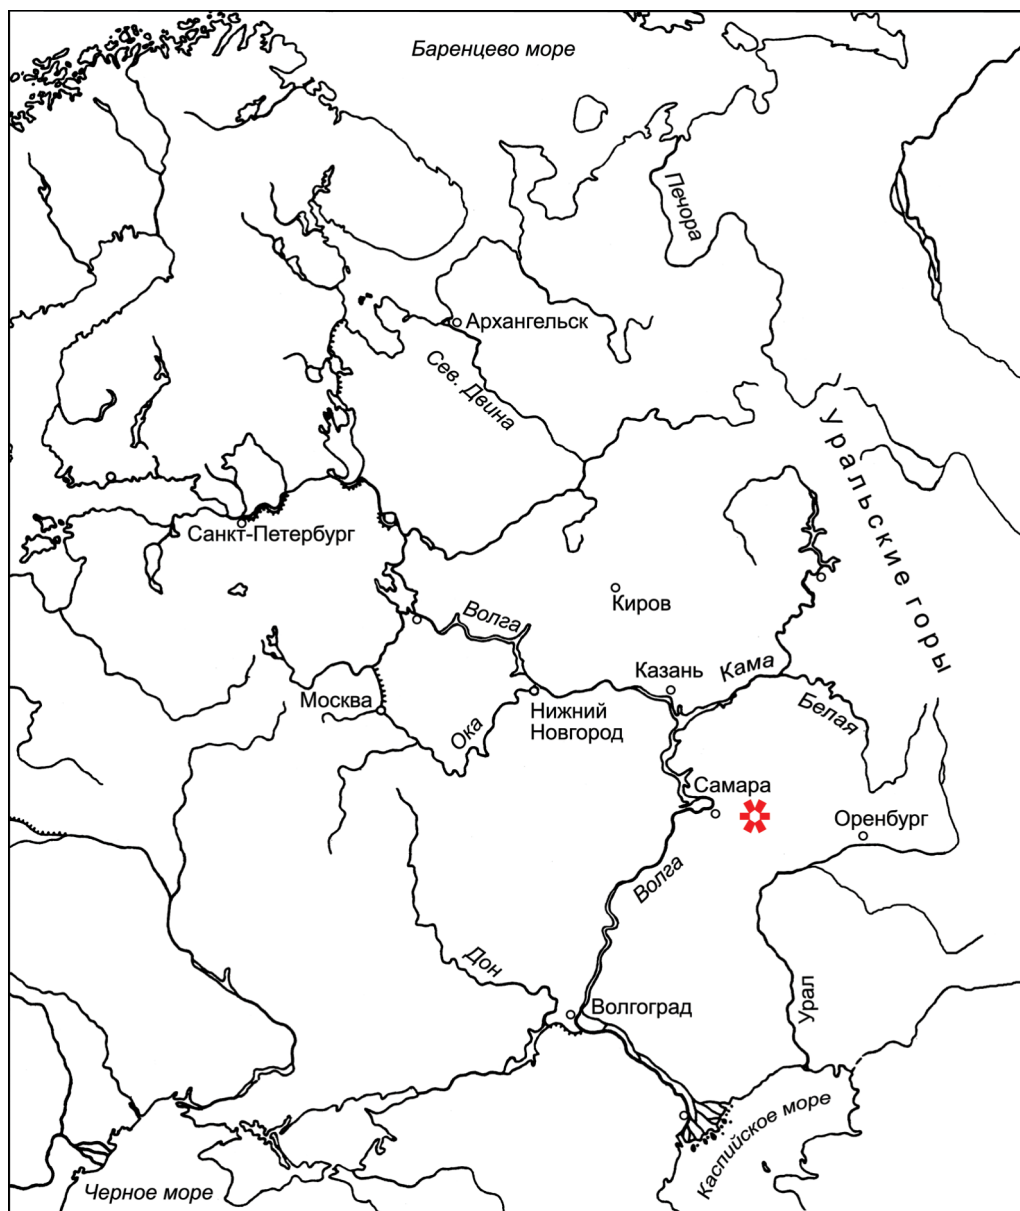 Баренцево море
Печора
Архангельск
Сев. Двина
Уральские горы
Санкт-Петербург
Киров
Волга
Казань
Кама
Москва
Ока
Нижний
Новгород
Белая
Самара
Оренбург
Волга
Дон
Волгоград
Урал
Каспийское море
Черное море